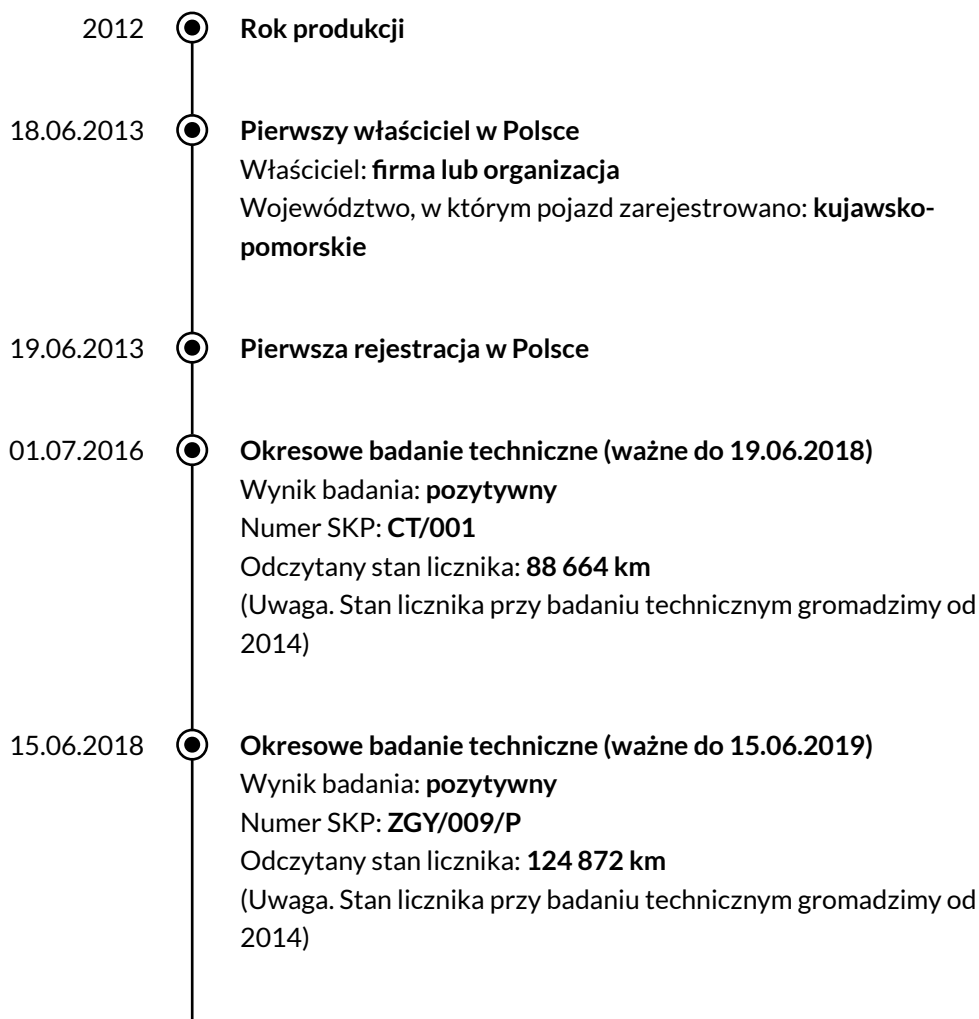 2012 Rok produkcji
18.06.2013 Pierwszy właściciel w Polsce
Właściciel: firma lub organizacja
Województwo, w którym pojazd zarejestrowano: kujawsko-
pomorskie
19.06.2013 Pierwsza rejestracja w Polsce
01.07.2016 Okresowe badanie techniczne (ważne do 19.06.2018)
Wynik badania: pozytywny
Numer SKP: CT/001
Odczytany stan licznika: 88 664 km
(Uwaga. Stan licznika przy badaniu technicznym gromadzimy od
2014)
15.06.2018 Okresowe badanie techniczne (ważne do 15.06.2019)
Wynik badania: pozytywny
Numer SKP: ZGY/009/P
Odczytany stan licznika: 124 872 km
(Uwaga. Stan licznika przy badaniu technicznym gromadzimy od
2014)